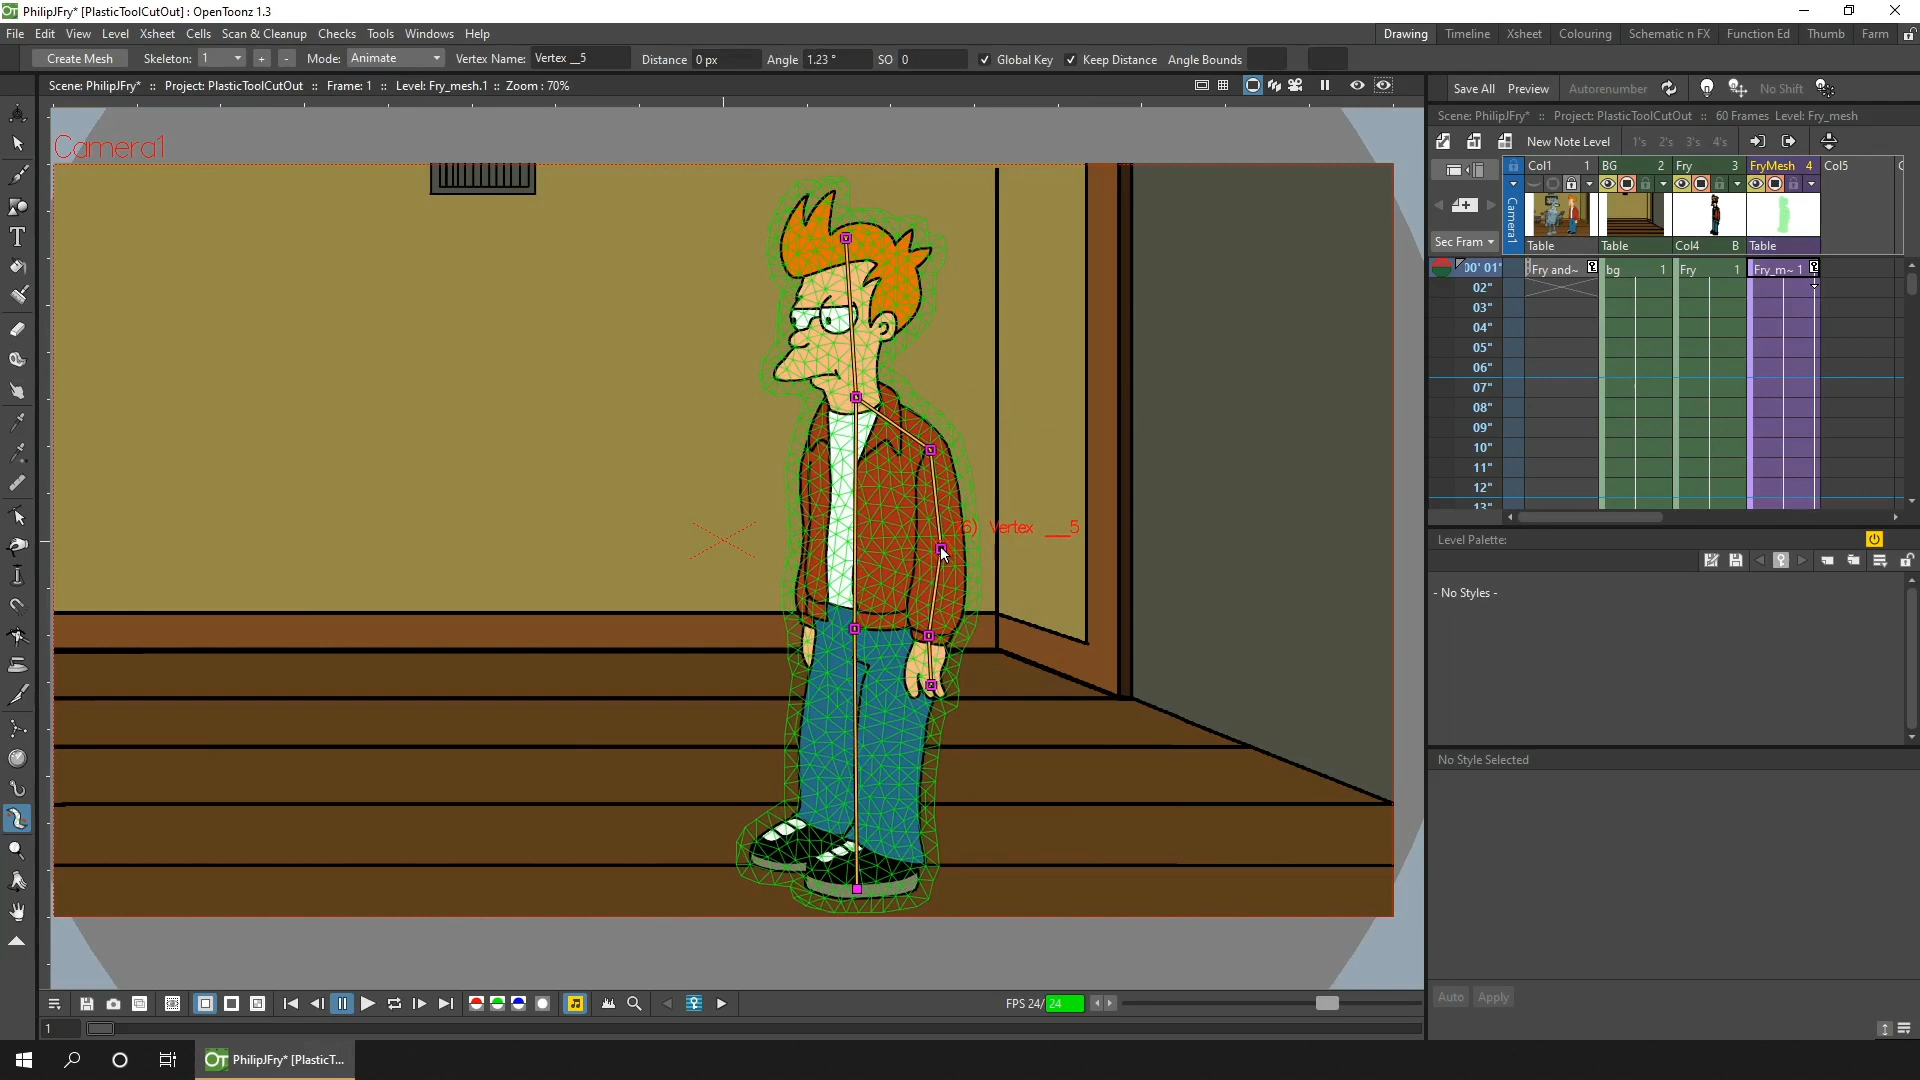 PhilipJFry* [PlasticToolCutOut] : OpenToonz 1.3
File Edit View Level Xsheet Cells Scan & Cleanup Checks Tools Windows Help
Drawing Timeline Xsheet Colouring Schematic n FX Function Ed Thumb Farm
Create Mesh Skeleton: 1 + - Mode: Animate Vertex Name: Vertex __5 Distance 0 px Angle 1.23 ° SO 0 Global Key Keep Distance Angle Bounds
Scene: PhilipJFry* :: Project: PlasticToolCutOut :: Frame: 1 :: Level: Fry_mesh.1 :: Zoom : 70%
Save All Preview Autorenumber No Shift
Scene: PhilipJFry* :: Project: PlasticToolCutOut :: 60 Frames Level: Fry_mesh
New Note Level 1's 2's 3's 4's
Col1 1 BG 2 Fry 3 FryMesh 4 Col5
Camera1
Sec Fram
Table Table Col4 B Table
00' 01" Fry and~ bg 1 Fry 1 Fry_m~ 1
02"
03"
04"
05"
06"
07"
08"
09"
10"
11"
12"
13"
Camera1
Vertex __5
Level Palette:
- No Styles -
No Style Selected
Auto Apply
FPS 24/24
1
PhilipJFry* [PlasticT...